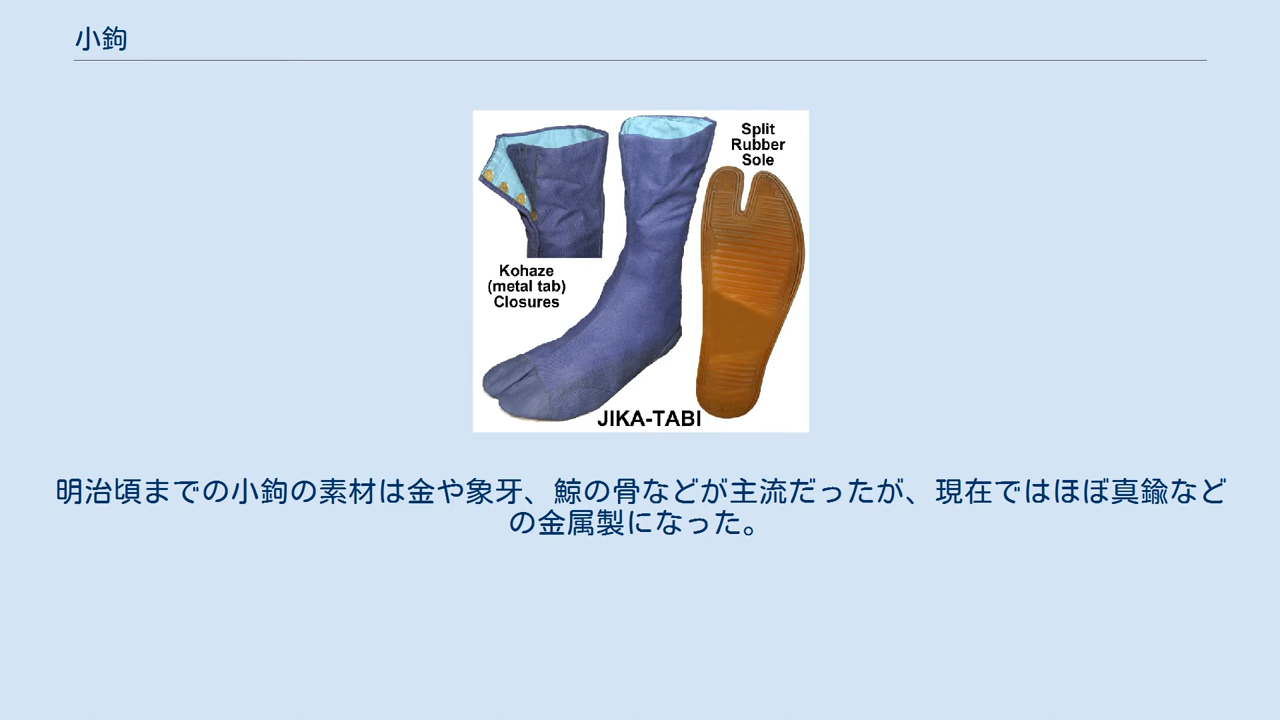 小鉤
Split
Rubber
Sole
Kohaze
(metal tab)
Closures
JIKA-TABI
明治頃までの小鉤の素材は金や象牙、鯨の骨などが主流だったが、現在ではほぼ真鍮など
の金属製になった。